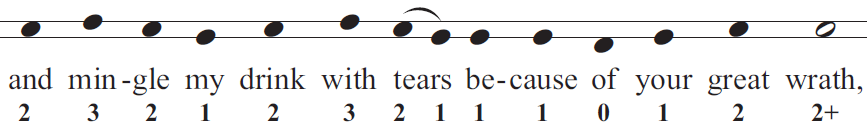 and min-gle my drink with tears be-cause of your great wrath,
2 3 2 1 2 3 2 1 1 1 0 1 2 2+